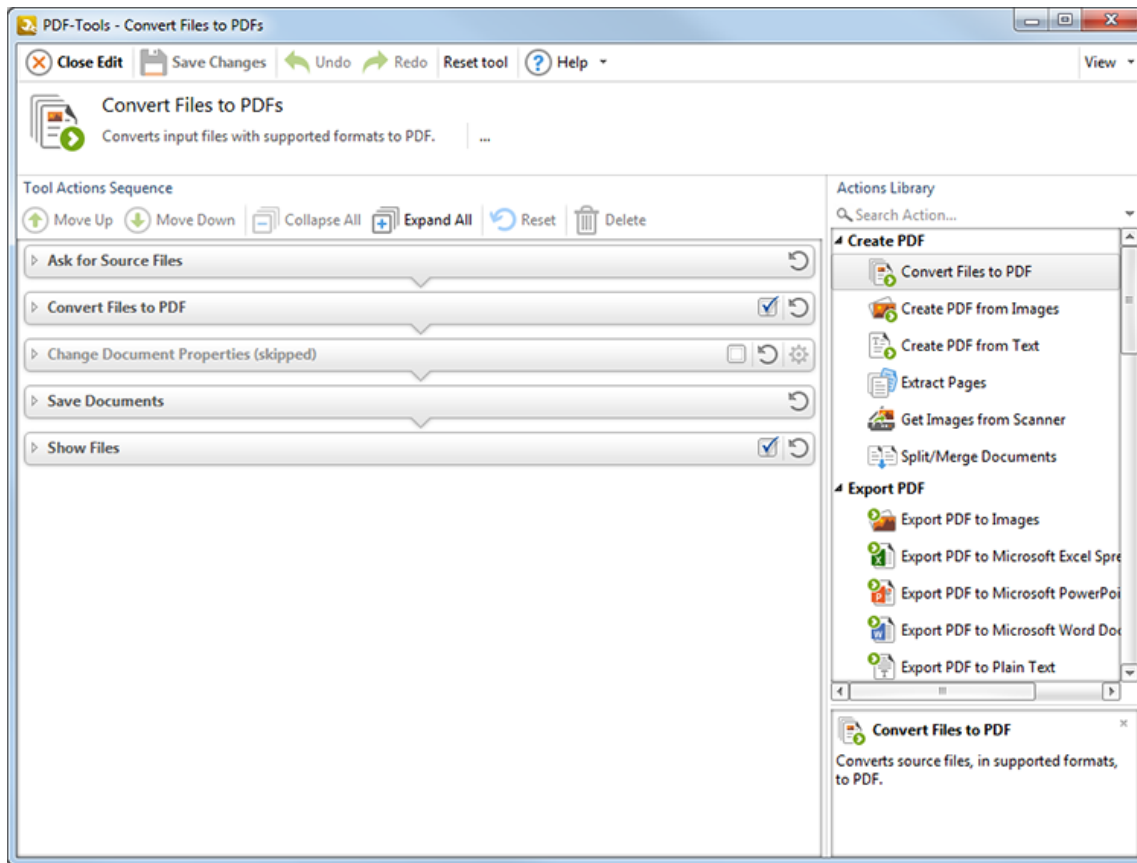 PDF-Tools - Convert Files to PDFs
Close Edit Save Changes Undo Redo Reset tool ? Help View
Convert Files to PDFs
Converts input files with supported formats to PDF. ...
Tool Actions Sequence
Move Up Move Down Collapse All Expand All Reset Delete
Ask for Source Files
Convert Files to PDF
Change Document Properties (skipped)
Save Documents
Show Files
Actions Library
Search Action...
Create PDF
Convert Files to PDF
Create PDF from Images
Create PDF from Text
Extract Pages
Get Images from Scanner
Split/Merge Documents
Export PDF
Export PDF to Images
Export PDF to Microsoft Excel Spre
Export PDF to Microsoft PowerPoi
Export PDF to Microsoft Word Doc
Export PDF to Plain Text
Convert Files to PDF
Converts source files, in supported formats,
to PDF.